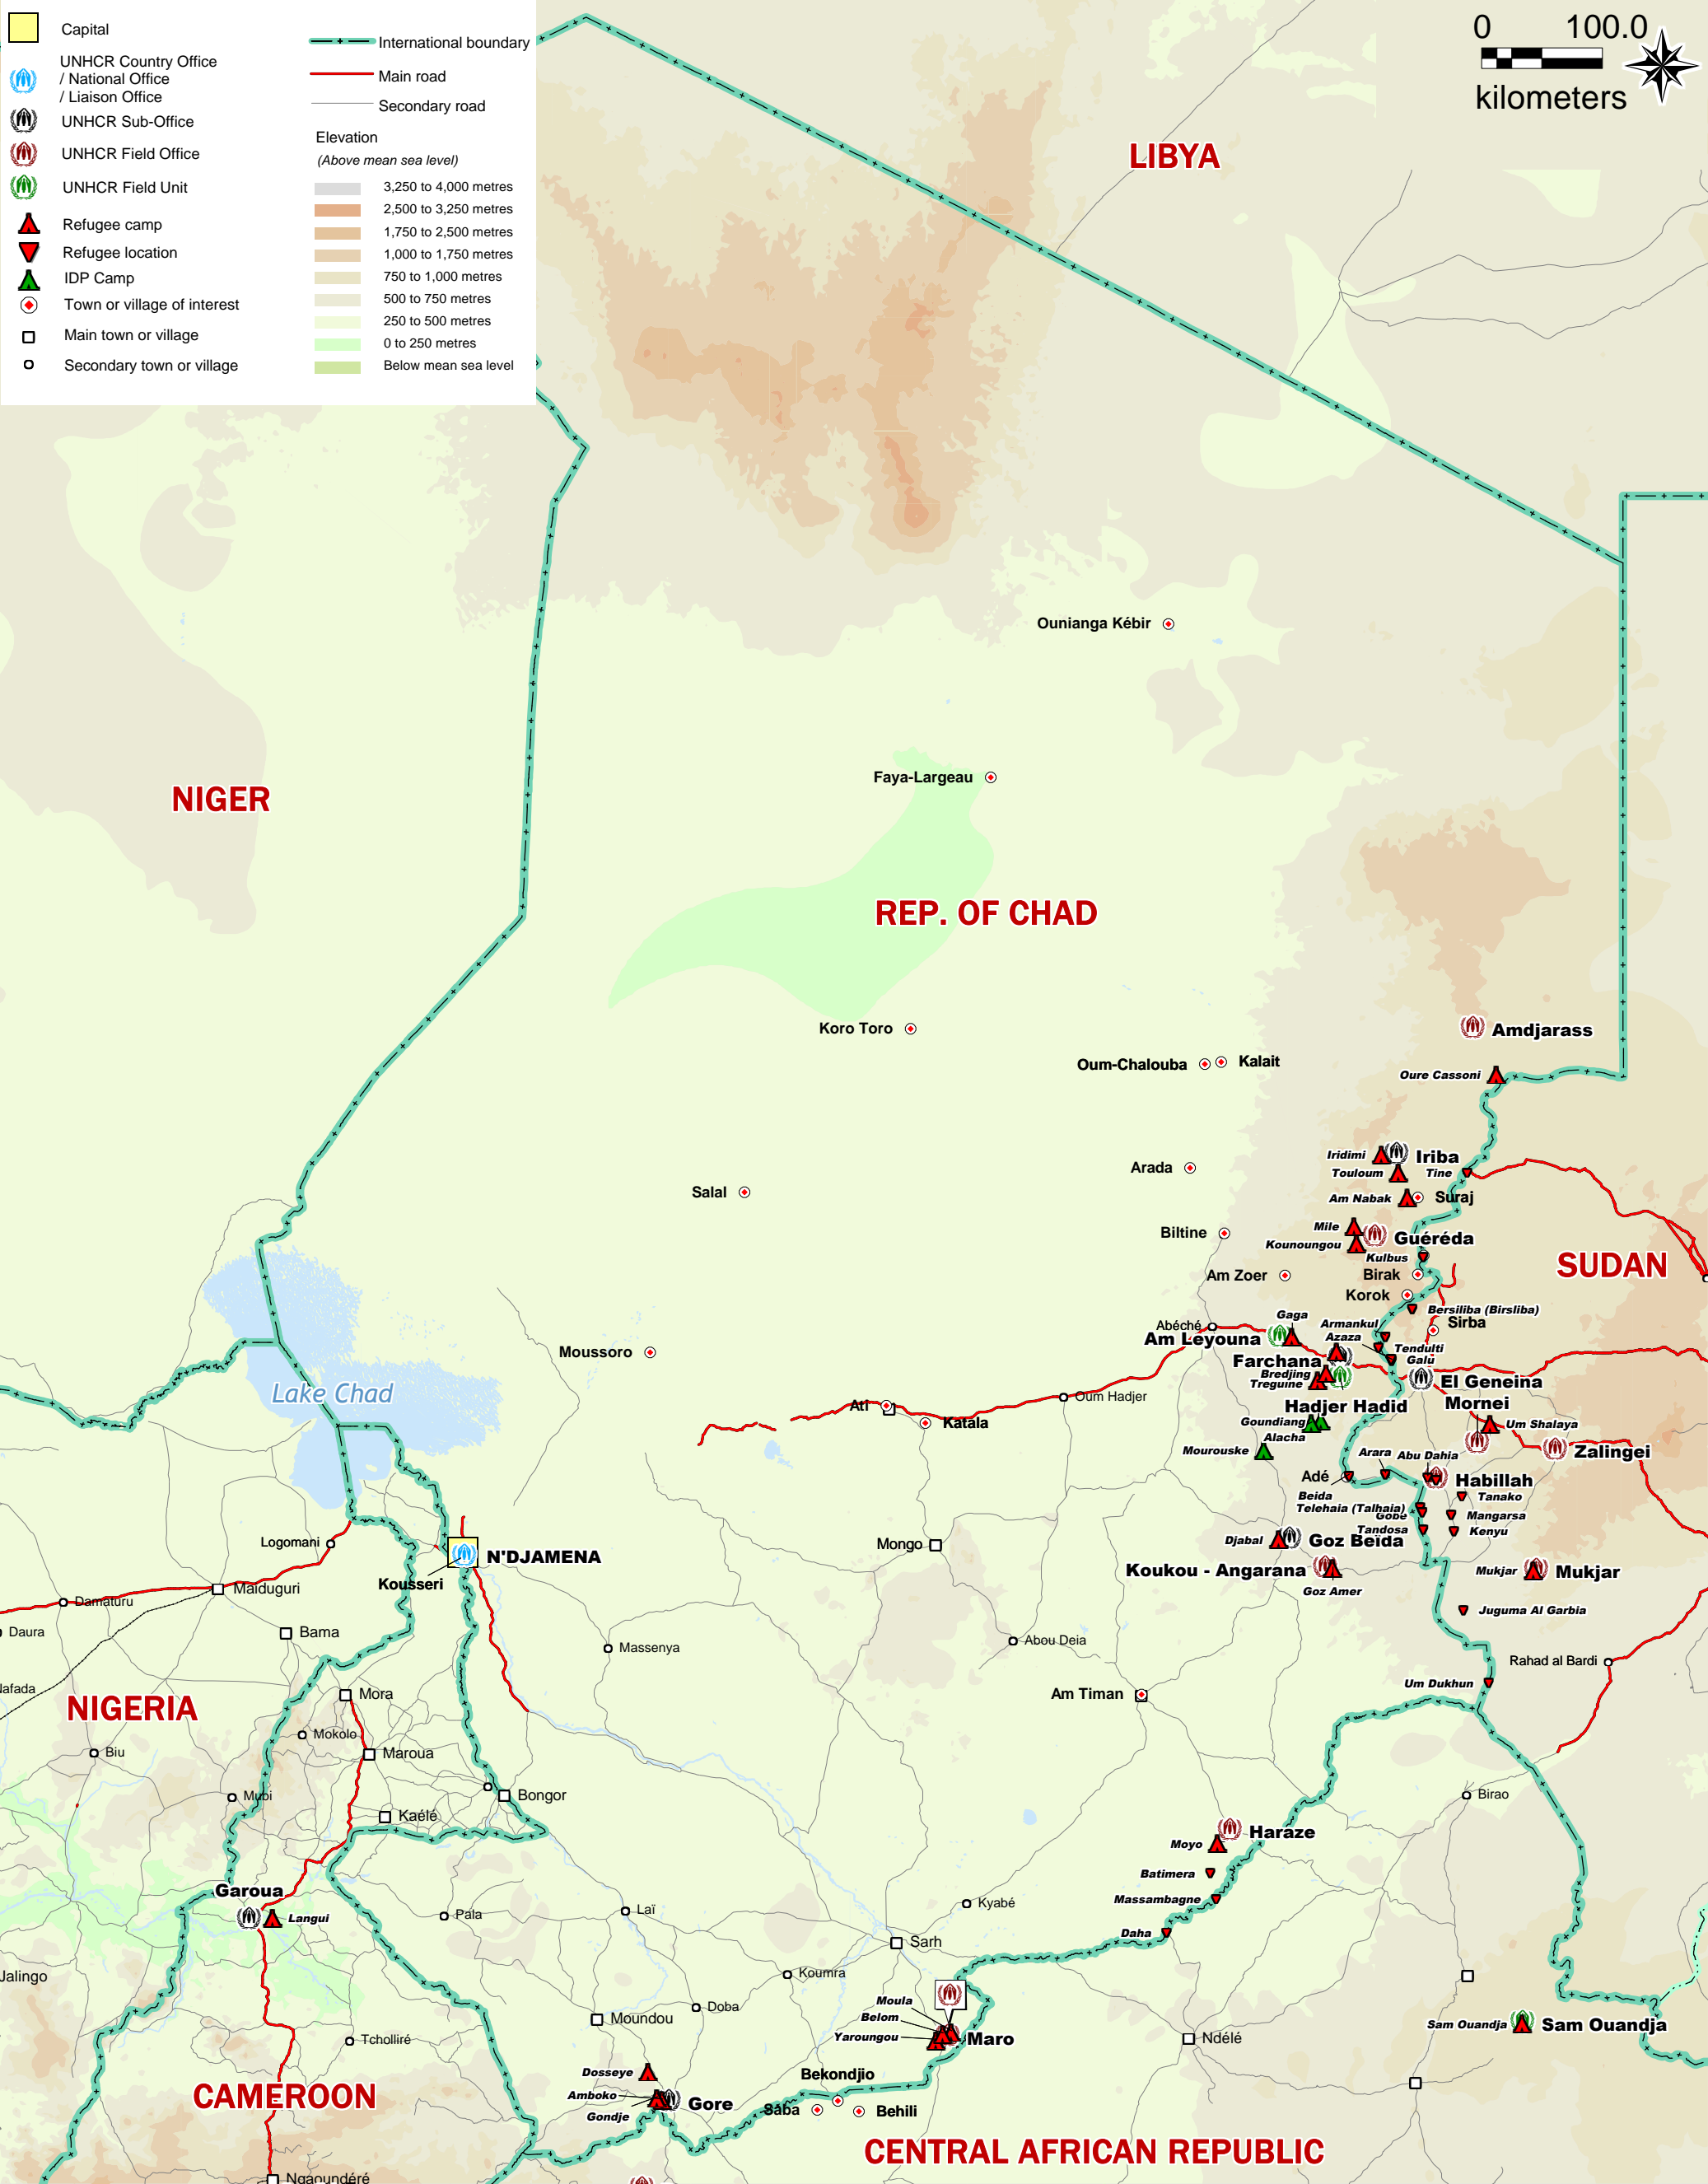 Capital
UNHCR Country Office
/ National Office
/ Liaison Office
UNHCR Sub-Office
UNHCR Field Office
UNHCR Field Unit
Refugee camp
Refugee location
IDP Camp
Town or village of interest
Main town or village
Secondary town or village
International boundary
Main road
Secondary road
Elevation
(Above mean sea level)
3,250 to 4,000 metres
2,500 to 3,250 metres
1,750 to 2,500 metres
1,000 to 1,750 metres
750 to 1,000 metres
500 to 750 metres
250 to 500 metres
0 to 250 metres
Below mean sea level
0 100.0
kilometers
LIBYA
Ounianga Kébir
Faya-Largeau
NIGER
REP. OF CHAD
Koro Toro
Amdjarass
Oum-Chalouba
Kalait
Oure Cassoni
Iridimi
Iriba
Touloum
Tine
Arada
Salal
Am Nabak
Suraj
Mile
Biltine
Guéréda
Kounoungou
Kulbus
SUDAN
Am Zoer
Birak
Korok
Bersiliba (Birsliba)
Gaga
Armankul
Sirba
Abéché
Am Leyouna
Azaza
Tendulti
Moussoro
Farchana
Galu
Bredjing
Treguine
El Geneina
Lake Chad
Oum Hadjer
Ati
Hadjer Hadid
Mornei
Katala
Goundiang
Um Shalaya
Alacha
Mourouske
Arara
Abu Dahia
Zalingei
Adé
Habillah
Beida
Tanako
Telehaia (Talhaia)
Gobe
Mangarsa
Tandosa
Kenyu
Logomani
Mongo
Djabal
Goz Beïda
N'DJAMENA
Koukou - Angarana
Mukjar
Mukjar
Kousseri
Goz Amer
Maiduguri
Damaturu
Juguma Al Garbia
Daura
Bama
Massenya
Abou Deia
Rahad al Bardi
Um Dukhun
Am Timan
Mora
NIGERIA
Mokolo
Biu
Maroua
Mubi
Bongor
Birao
Kaélé
Haraze
Moyo
Batimera
Garoua
Massambagne
Langui
Pala
Laï
Kyabé
Daha
Sarh
Jalingo
Koumra
Moula
Doba
Belom
Moundou
Yaroungou
Maro
Ndélé
Sam Ouandja
Sam Ouandja
Tcholliré
Dosseye
Bekondjio
Amboko
CAMEROON
Gore
Saba
Behili
Gondje
CENTRAL AFRICAN REPUBLIC
Ngaoundéré